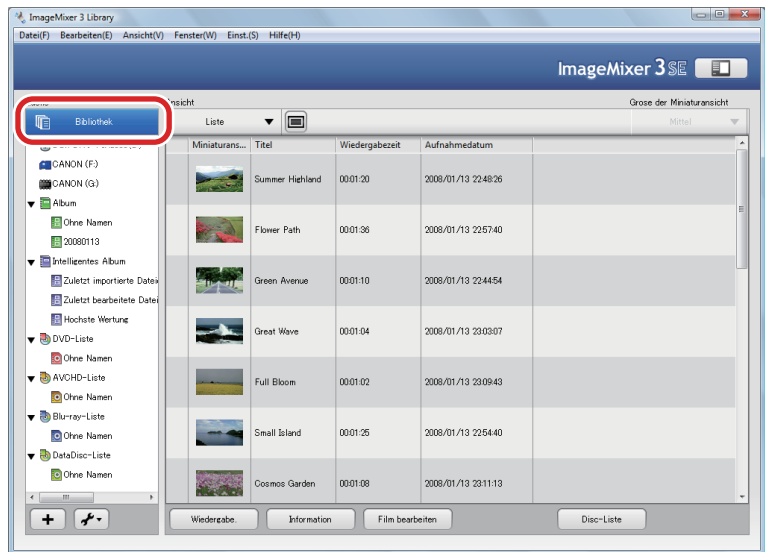 ImageMixer 3 Library
Datei(F) Bearbeiten(E) Ansicht(V) Fenster(W) Einst.(S) Hilfe(H)
ImageMixer 3 SE
Ansicht Grose der Miniaturansicht
Bibliothek Liste Mittel
Miniaturans... Titel Wiedergabezeit Aufnahmedatum
CANON (F:)
CANON (G:)
Album
Ohne Namen
20080113
Intelligentes Album
Zuletzt importierte Datei
Zuletzt bearbeitete Datei
Hochste Wertung
DVD-Liste
Ohne Namen
AVCHD-Liste
Ohne Namen
Blu-ray-Liste
Ohne Namen
DataDisc-Liste
Ohne Namen
Summer Highland 00:01:20 2008/01/13 22:48:26
Flower Path 00:01:36 2008/01/13 22:57:40
Green Avenue 00:01:10 2008/01/13 22:44:54
Great Wave 00:01:04 2008/01/13 23:03:07
Full Bloom 00:01:02 2008/01/13 23:09:43
Small Island 00:01:25 2008/01/13 22:54:40
Cosmos Garden 00:01:08 2008/01/13 23:11:13
Wiedergabe. Information Film bearbeiten Disc-Liste